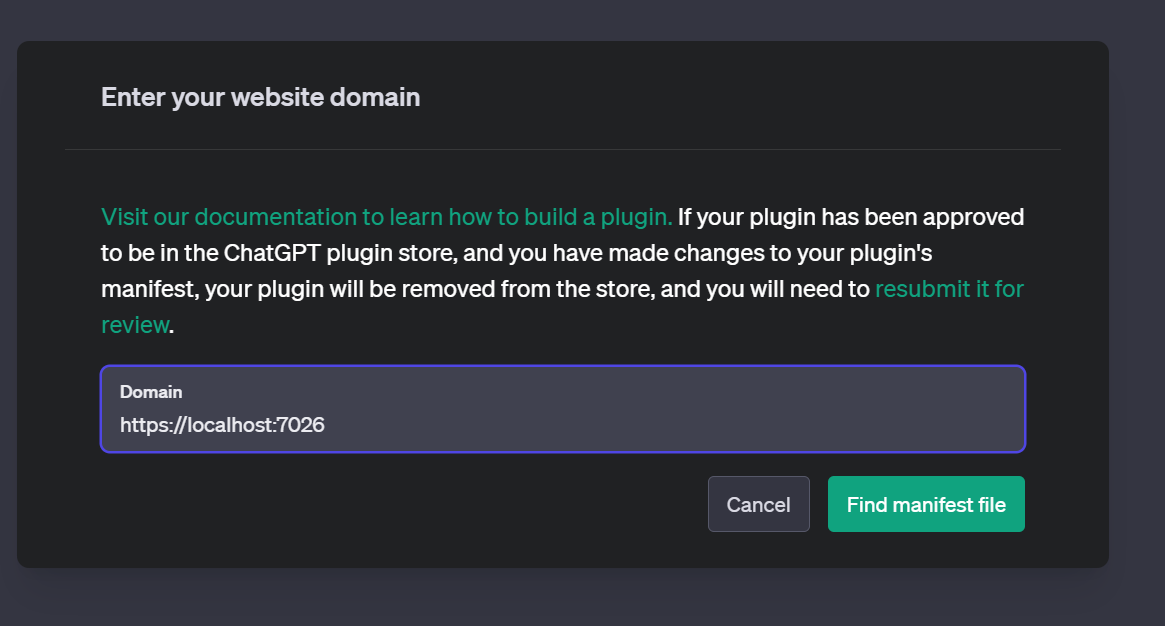 Enter your website domain
Visit our documentation to learn how to build a plugin. If your plugin has been approved
to be in the ChatGPT plugin store, and you have made changes to your plugin's
manifest, your plugin will be removed from the store, and you will need to resubmit it for
review.
Domain
https://localhost:7026
Cancel
Find manifest file